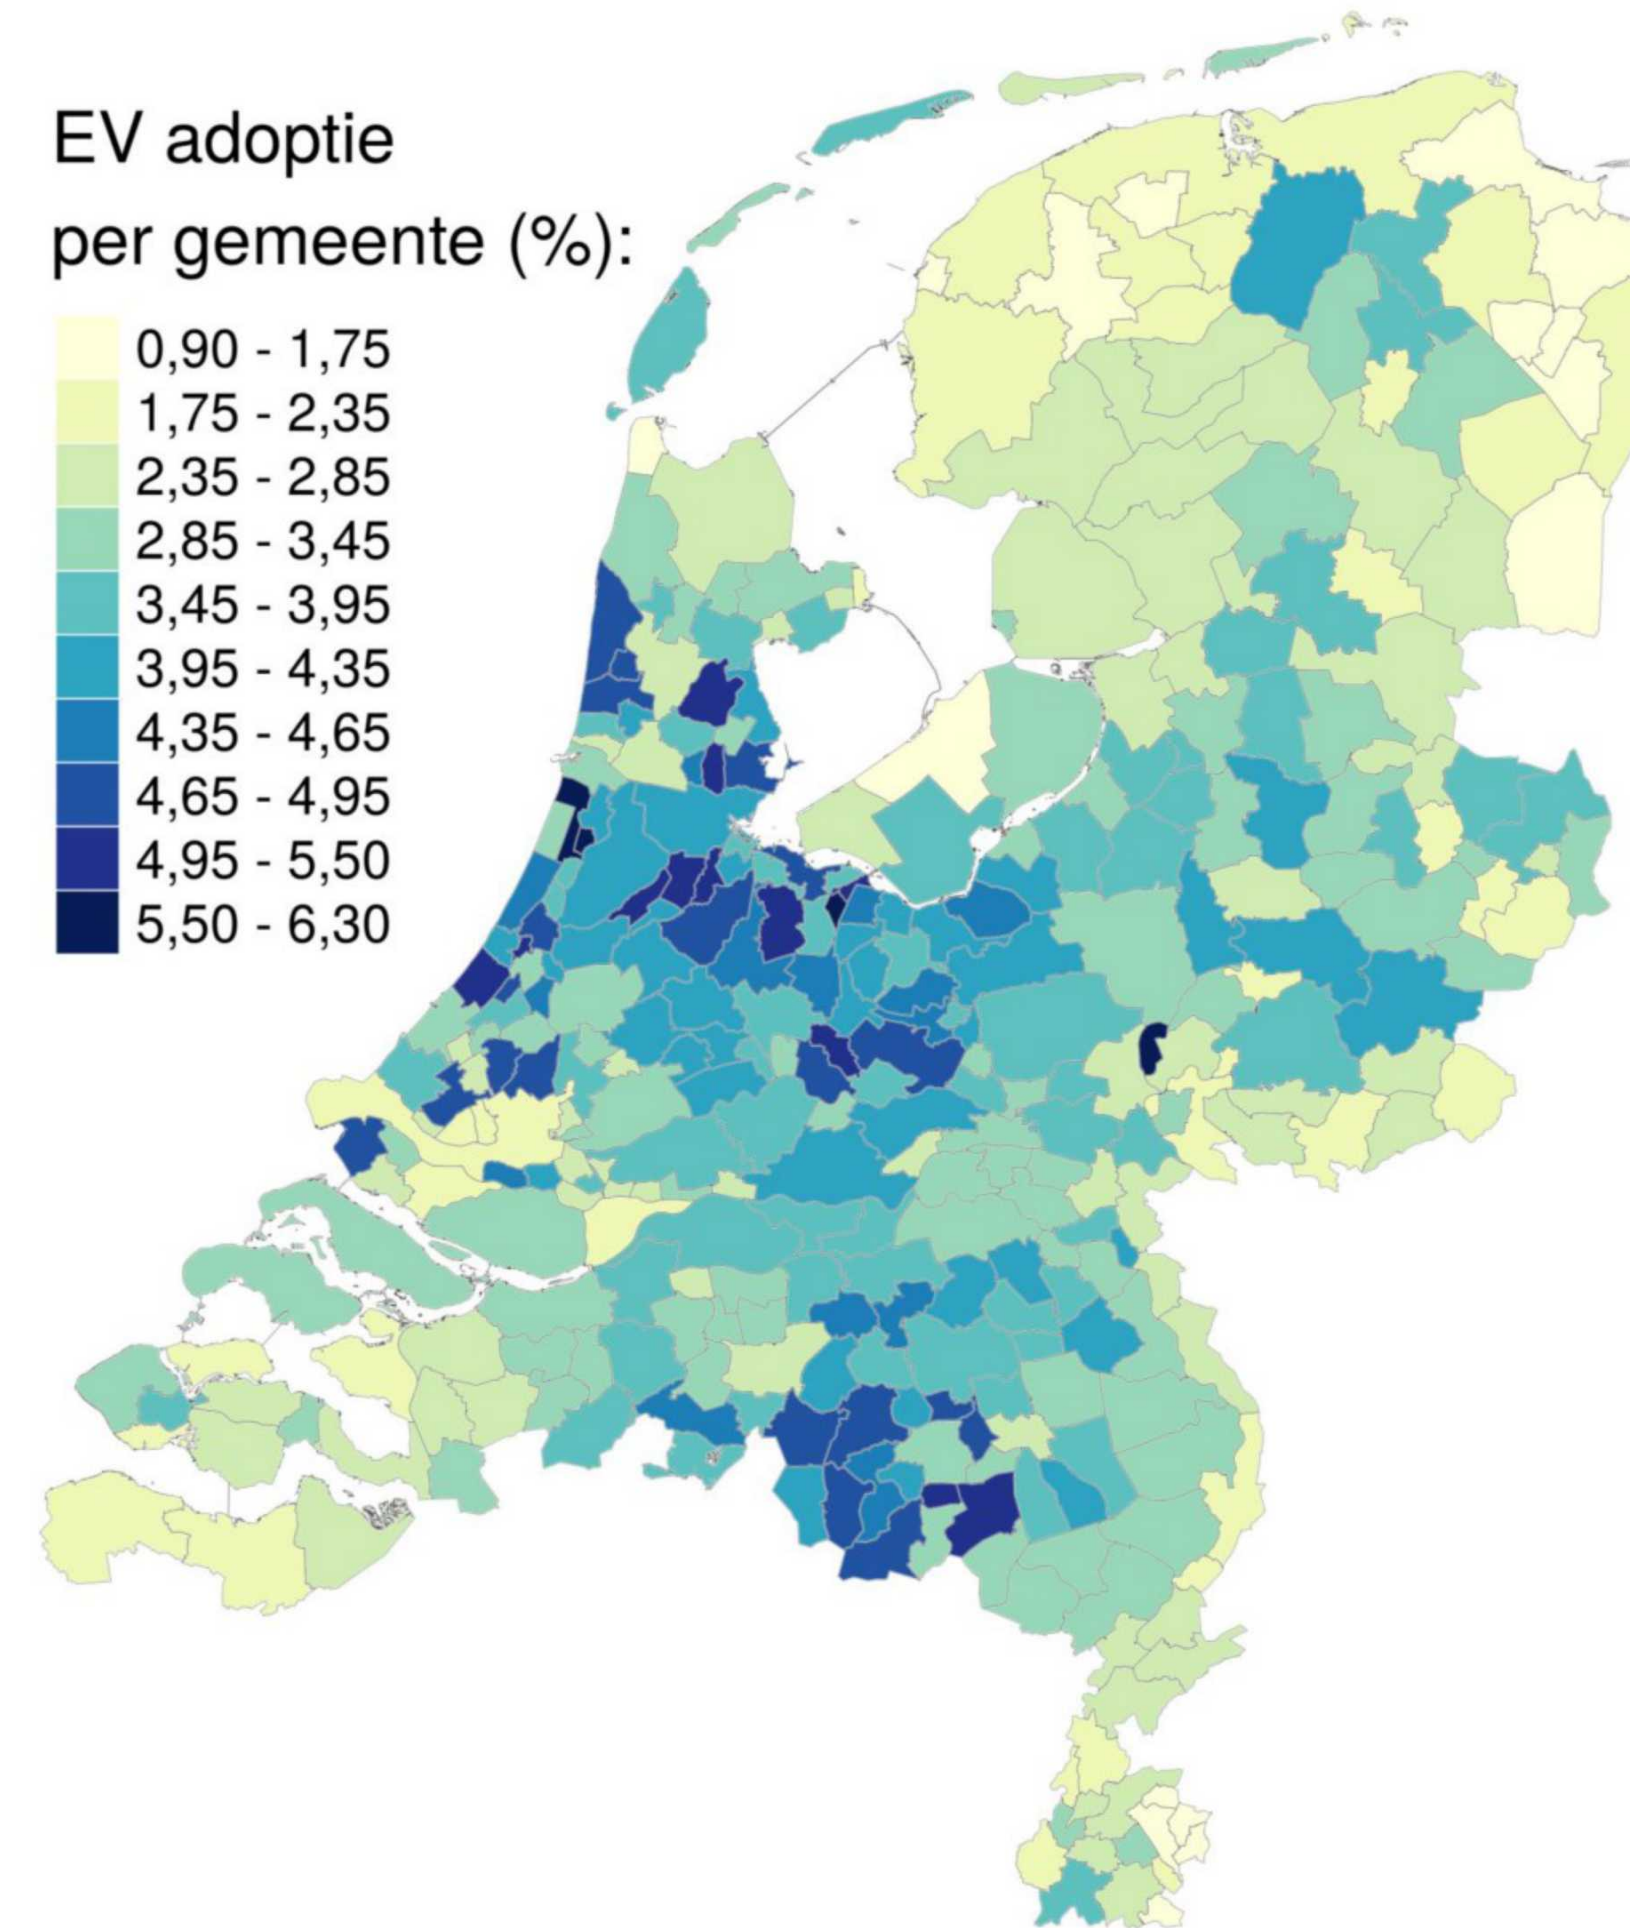 EV adoptie
per gemeente (%):
0,90 - 1,75
1,75 - 2,35
2,35 - 2,85
2,85 - 3,45
3,45 - 3,95
3,95 - 4,35
4,35 - 4,65
4,65 - 4,95
4,95 - 5,50
5,50 - 6,30